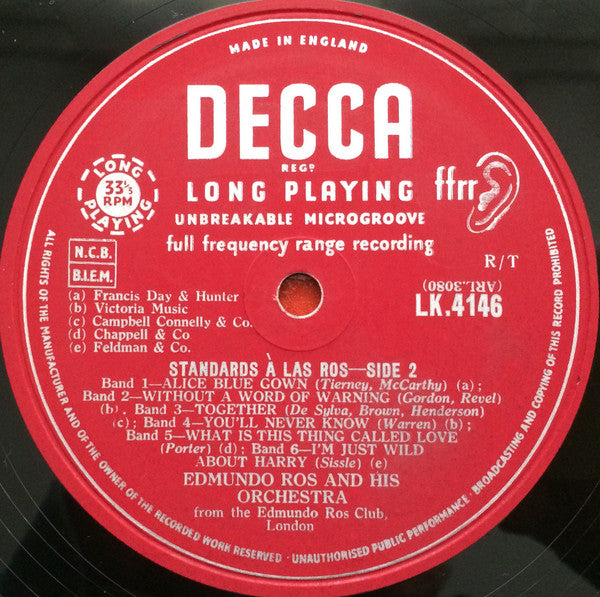 MADE IN ENGLAND
DECCA
REGD
LONG PLAYING
UNBREAKABLE MICROGROOVE
full frequency range recording
ffrr
LONG PLAYING
33⅓ RPM
N.C.B.
B.I.E.M.
R/T
(ARL.3080)
LK.4146
(a) Francis Day & Hunter
(b) Victoria Music
(c) Campbell Connelly & Co.
(d) Chappell & Co
(e) Feldman & Co.
STANDARDS À LAS ROS—SIDE 2
Band 1—ALICE BLUE GOWN (Tierney, McCarthy) (a);
Band 2—WITHOUT A WORD OF WARNING (Gordon, Revel)
(b). Band 3—TOGETHER (De Sylva, Brown, Henderson)
(c); Band 4—YOU'LL NEVER KNOW (Warren) (b);
Band 5—WHAT IS THIS THING CALLED LOVE
(Porter) (d); Band 6—I'M JUST WILD
ABOUT HARRY (Sissle) (e)
EDMUNDO ROS AND HIS
ORCHESTRA
from the Edmundo Ros Club,
London
ALL RIGHTS OF THE MANUFACTURER AND OF THE OWNER OF THE RECORDED WORK RESERVED · UNAUTHORISED PUBLIC PERFORMANCE · BROADCASTING AND COPYING OF THIS RECORD PROHIBITED